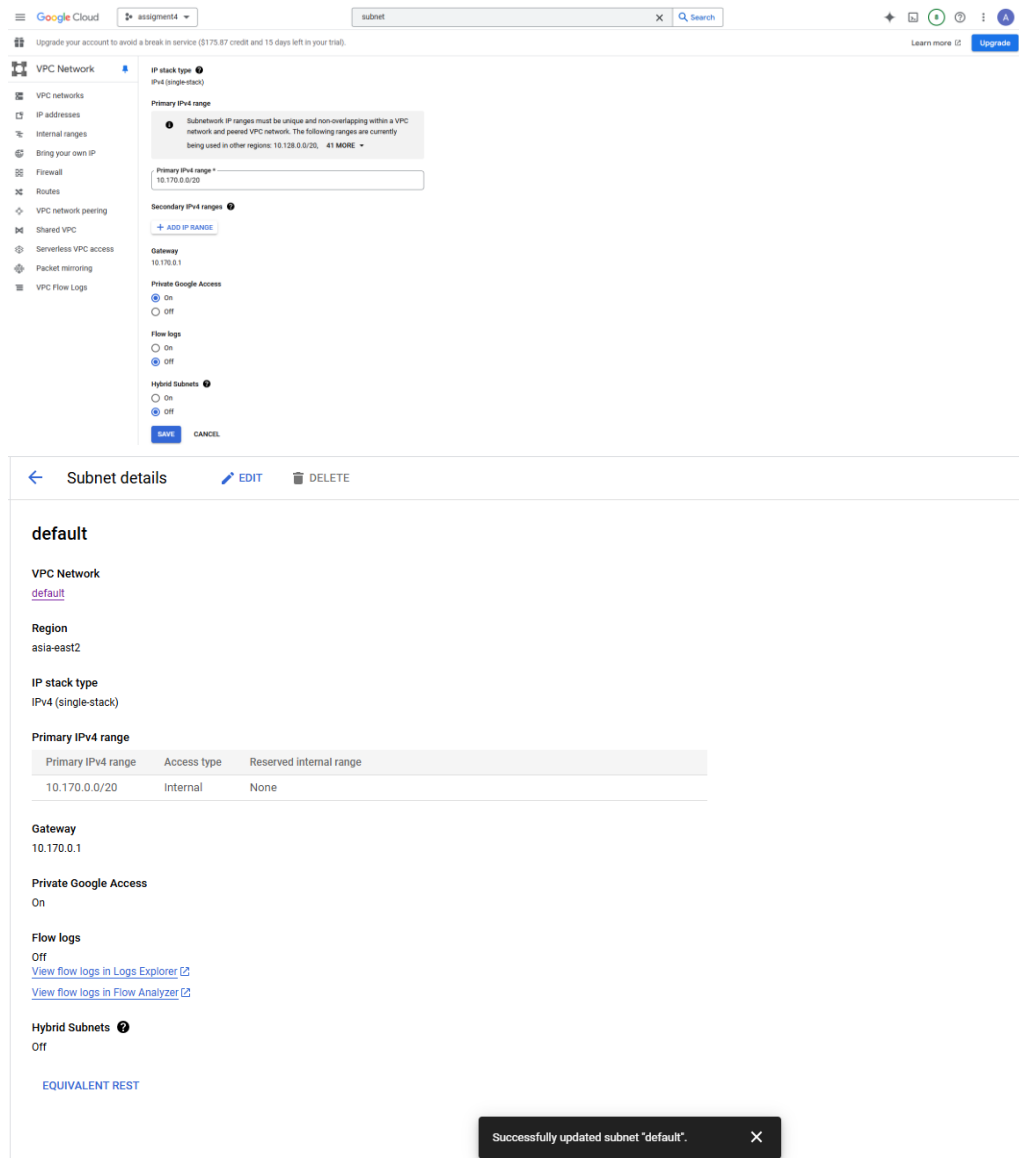 Google Cloud
assigment4
subnet
Search
8
A
Upgrade your account to avoid a break in service ($175.87 credit and 15 days left in your trial).
Learn more
Upgrade
VPC Network
VPC networks
IP addresses
Internal ranges
Bring your own IP
Firewall
Routes
VPC network peering
Shared VPC
Serverless VPC access
Packet mirroring
VPC Flow Logs
IP stack type
IPv4 (single-stack)
Primary IPv4 range
Subnetwork IP ranges must be unique and non-overlapping within a VPC
network and peered VPC network. The following ranges are currently
being used in other regions: 10.128.0.0/20, 41 MORE
Primary IPv4 range *
10.170.0.0/20
Secondary IPv4 ranges
+ ADD IP RANGE
Gateway
10.170.0.1
Private Google Access
On
Off
Flow logs
On
Off
Hybrid Subnets
On
Off
SAVE CANCEL
Subnet details EDIT DELETE
default
VPC Network
default
Region
asia-east2
IP stack type
IPv4 (single-stack)
Primary IPv4 range
Primary IPv4 range Access type Reserved internal range
10.170.0.0/20 Internal None
Gateway
10.170.0.1
Private Google Access
On
Flow logs
Off
View flow logs in Logs Explorer
View flow logs in Flow Analyzer
Hybrid Subnets
Off
EQUIVALENT REST
Successfully updated subnet "default".